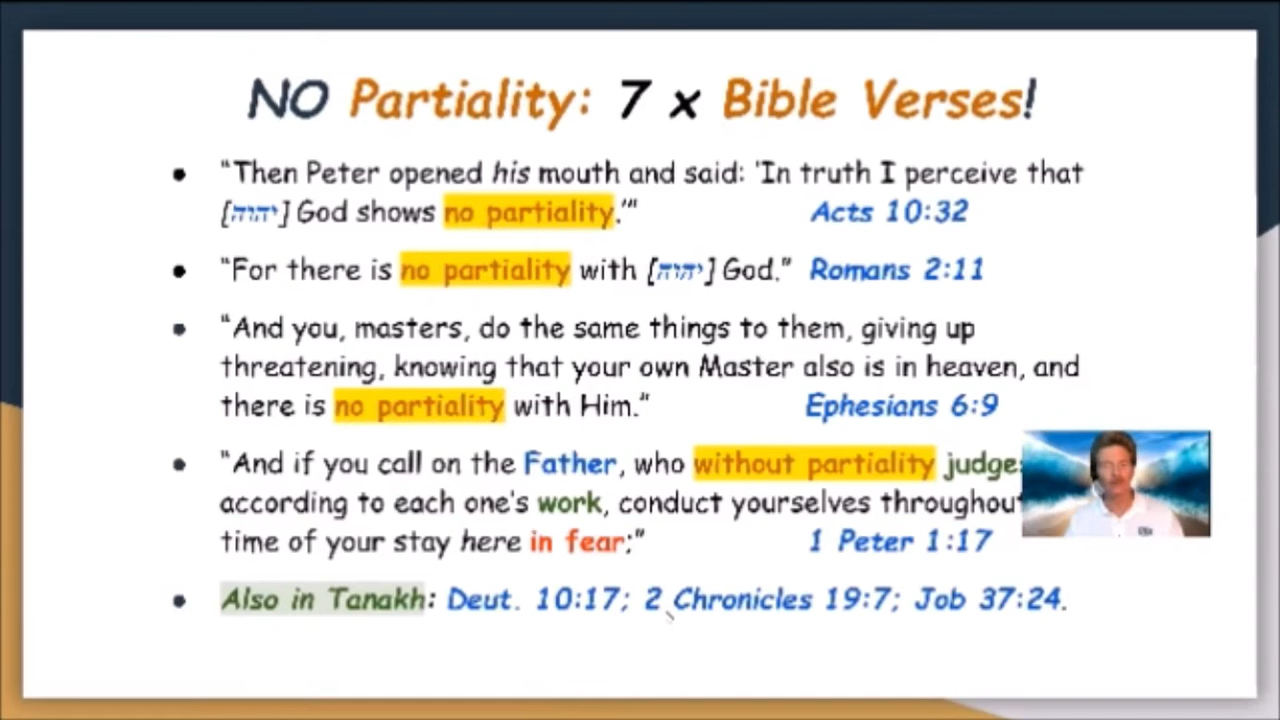 NO Partiality: 7 x Bible Verses!
• "Then Peter opened his mouth and said: 'In truth I perceive that
[יהוה] God shows no partiality.'" Acts 10:32
• "For there is no partiality with [יהוה] God." Romans 2:11
• "And you, masters, do the same things to them, giving up
threatening, knowing that your own Master also is in heaven, and
there is no partiality with Him." Ephesians 6:9
• "And if you call on the Father, who without partiality judge
according to each one's work, conduct yourselves throughout
time of your stay here in fear;" 1 Peter 1:17
• Also in Tanakh: Deut. 10:17; 2 Chronicles 19:7; Job 37:24.